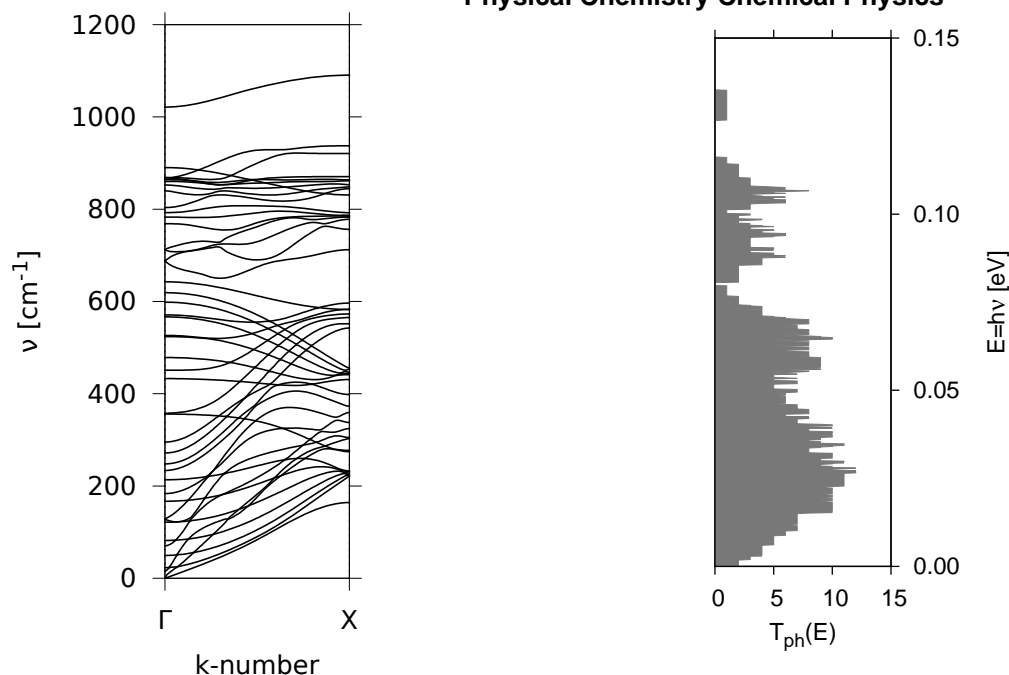 Physical Chemistry Chemical Physics
1200
1000
800
600
400
200
0
ν [cm-1]
Γ
X
k-number
0.15
0.10
0.05
0.00
E=hν [eV]
0 5 10 15
Tph(E)